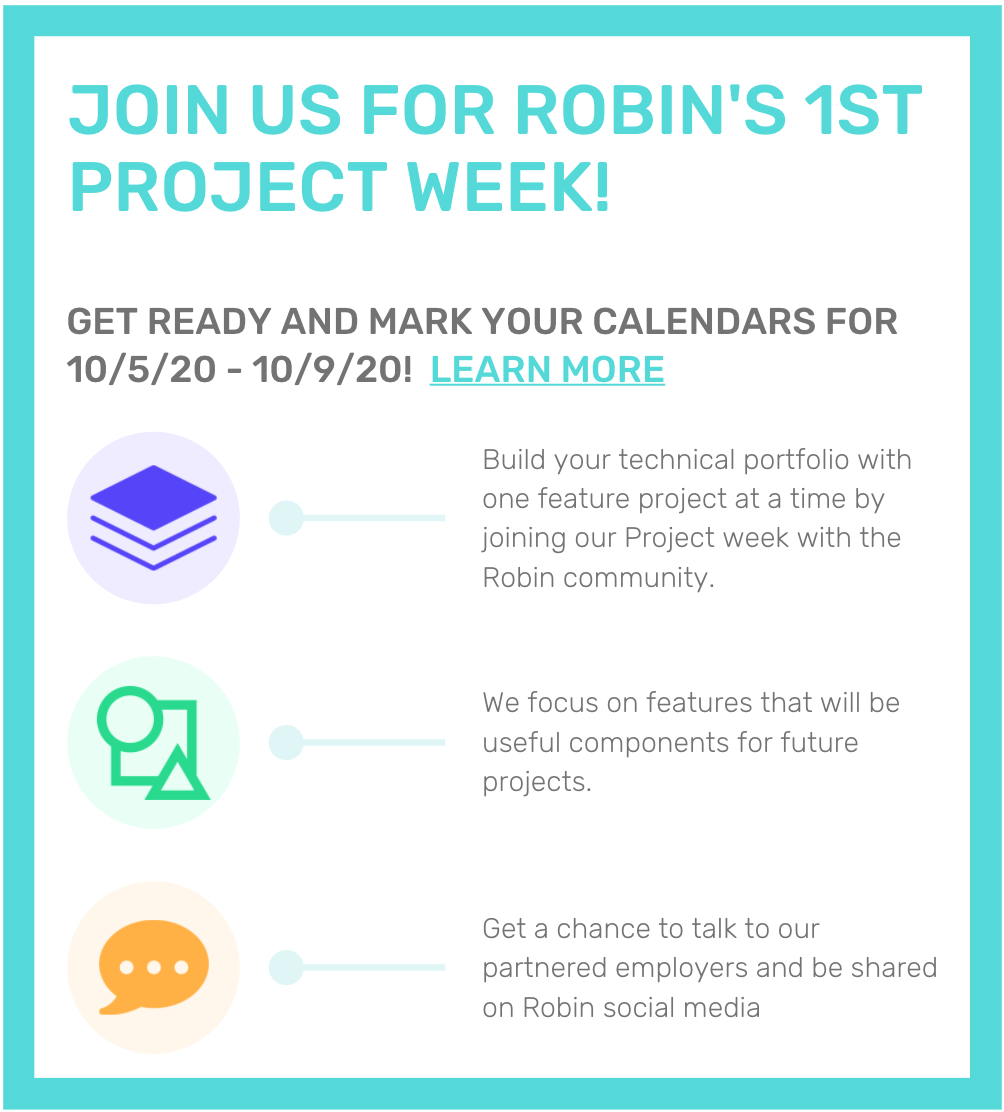 JOIN US FOR ROBIN'S 1ST
PROJECT WEEK!
GET READY AND MARK YOUR CALENDARS FOR
10/5/20 - 10/9/20! LEARN MORE
Build your technical portfolio with
one feature project at a time by
joining our Project week with the
Robin community.
We focus on features that will be
useful components for future
projects.
Get a chance to talk to our
partnered employers and be shared
on Robin social media